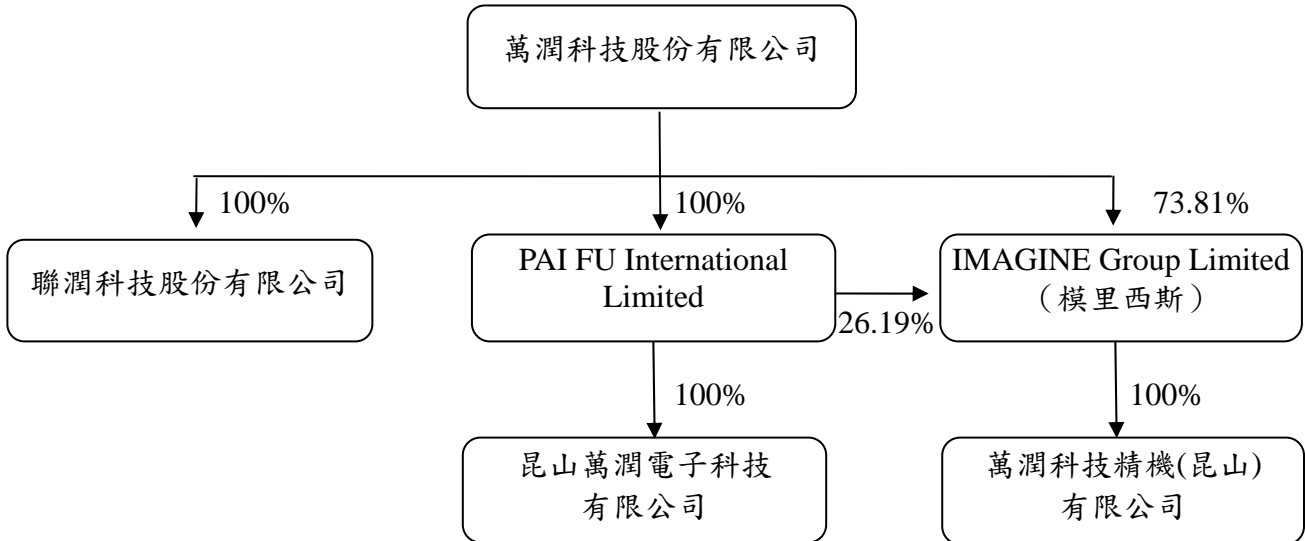 萬潤科技股份有限公司
100%
100%
73.81%
聯潤科技股份有限公司
PAI FU International
Limited
IMAGINE Group Limited
（模里西斯）
26.19%
100%
100%
昆山萬潤電子科技
有限公司
萬潤科技精機(昆山)
有限公司